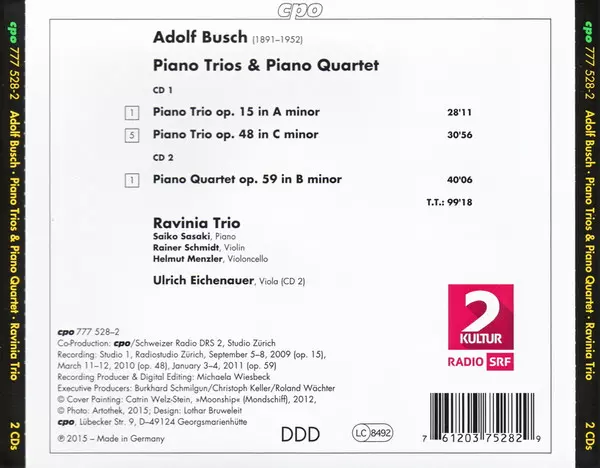 cpo
cpo 777 528-2 Adolf Busch · Piano Trios & Piano Quartet · Ravinia Trio 2 CDs
Adolf Busch (1891–1952)
Piano Trios & Piano Quartet
CD 1
1 Piano Trio op. 15 in A minor 28'11
5 Piano Trio op. 48 in C minor 30'56
CD 2
1 Piano Quartet op. 59 in B minor 40'06
T.T.: 99'18
Ravinia Trio
Saiko Sasaki, Piano
Rainer Schmidt, Violin
Helmut Menzler, Violoncello
Ulrich Eichenauer, Viola (CD 2)
2
KULTUR
RADIO SRF
cpo 777 528–2
Co-Production: cpo/Schweizer Radio DRS 2, Studio Zürich
Recording: Studio 1, Radiostudio Zürich, September 5–8, 2009 (op. 15),
March 11–12, 2010 (op. 48), January 3–4, 2011 (op. 59)
Recording Producer & Digital Editing: Michaela Wiesbeck
Executive Producers: Burkhard Schmilgun/Christoph Keller/Roland Wächter
© Cover Painting: Catrin Welz-Stein, »Moonship« (Mondschiff), 2012,
© Photo: Artothek, 2015; Design: Lothar Bruweleit
cpo, Lübecker Str. 9, D–49124 Georgsmarienhütte
℗ 2015 – Made in Germany
DDD
LC 8492
7 61203 75282 9
cpo 777 528-2 Adolf Busch · Piano Trios & Piano Quartet · Ravinia Trio 2 CDs